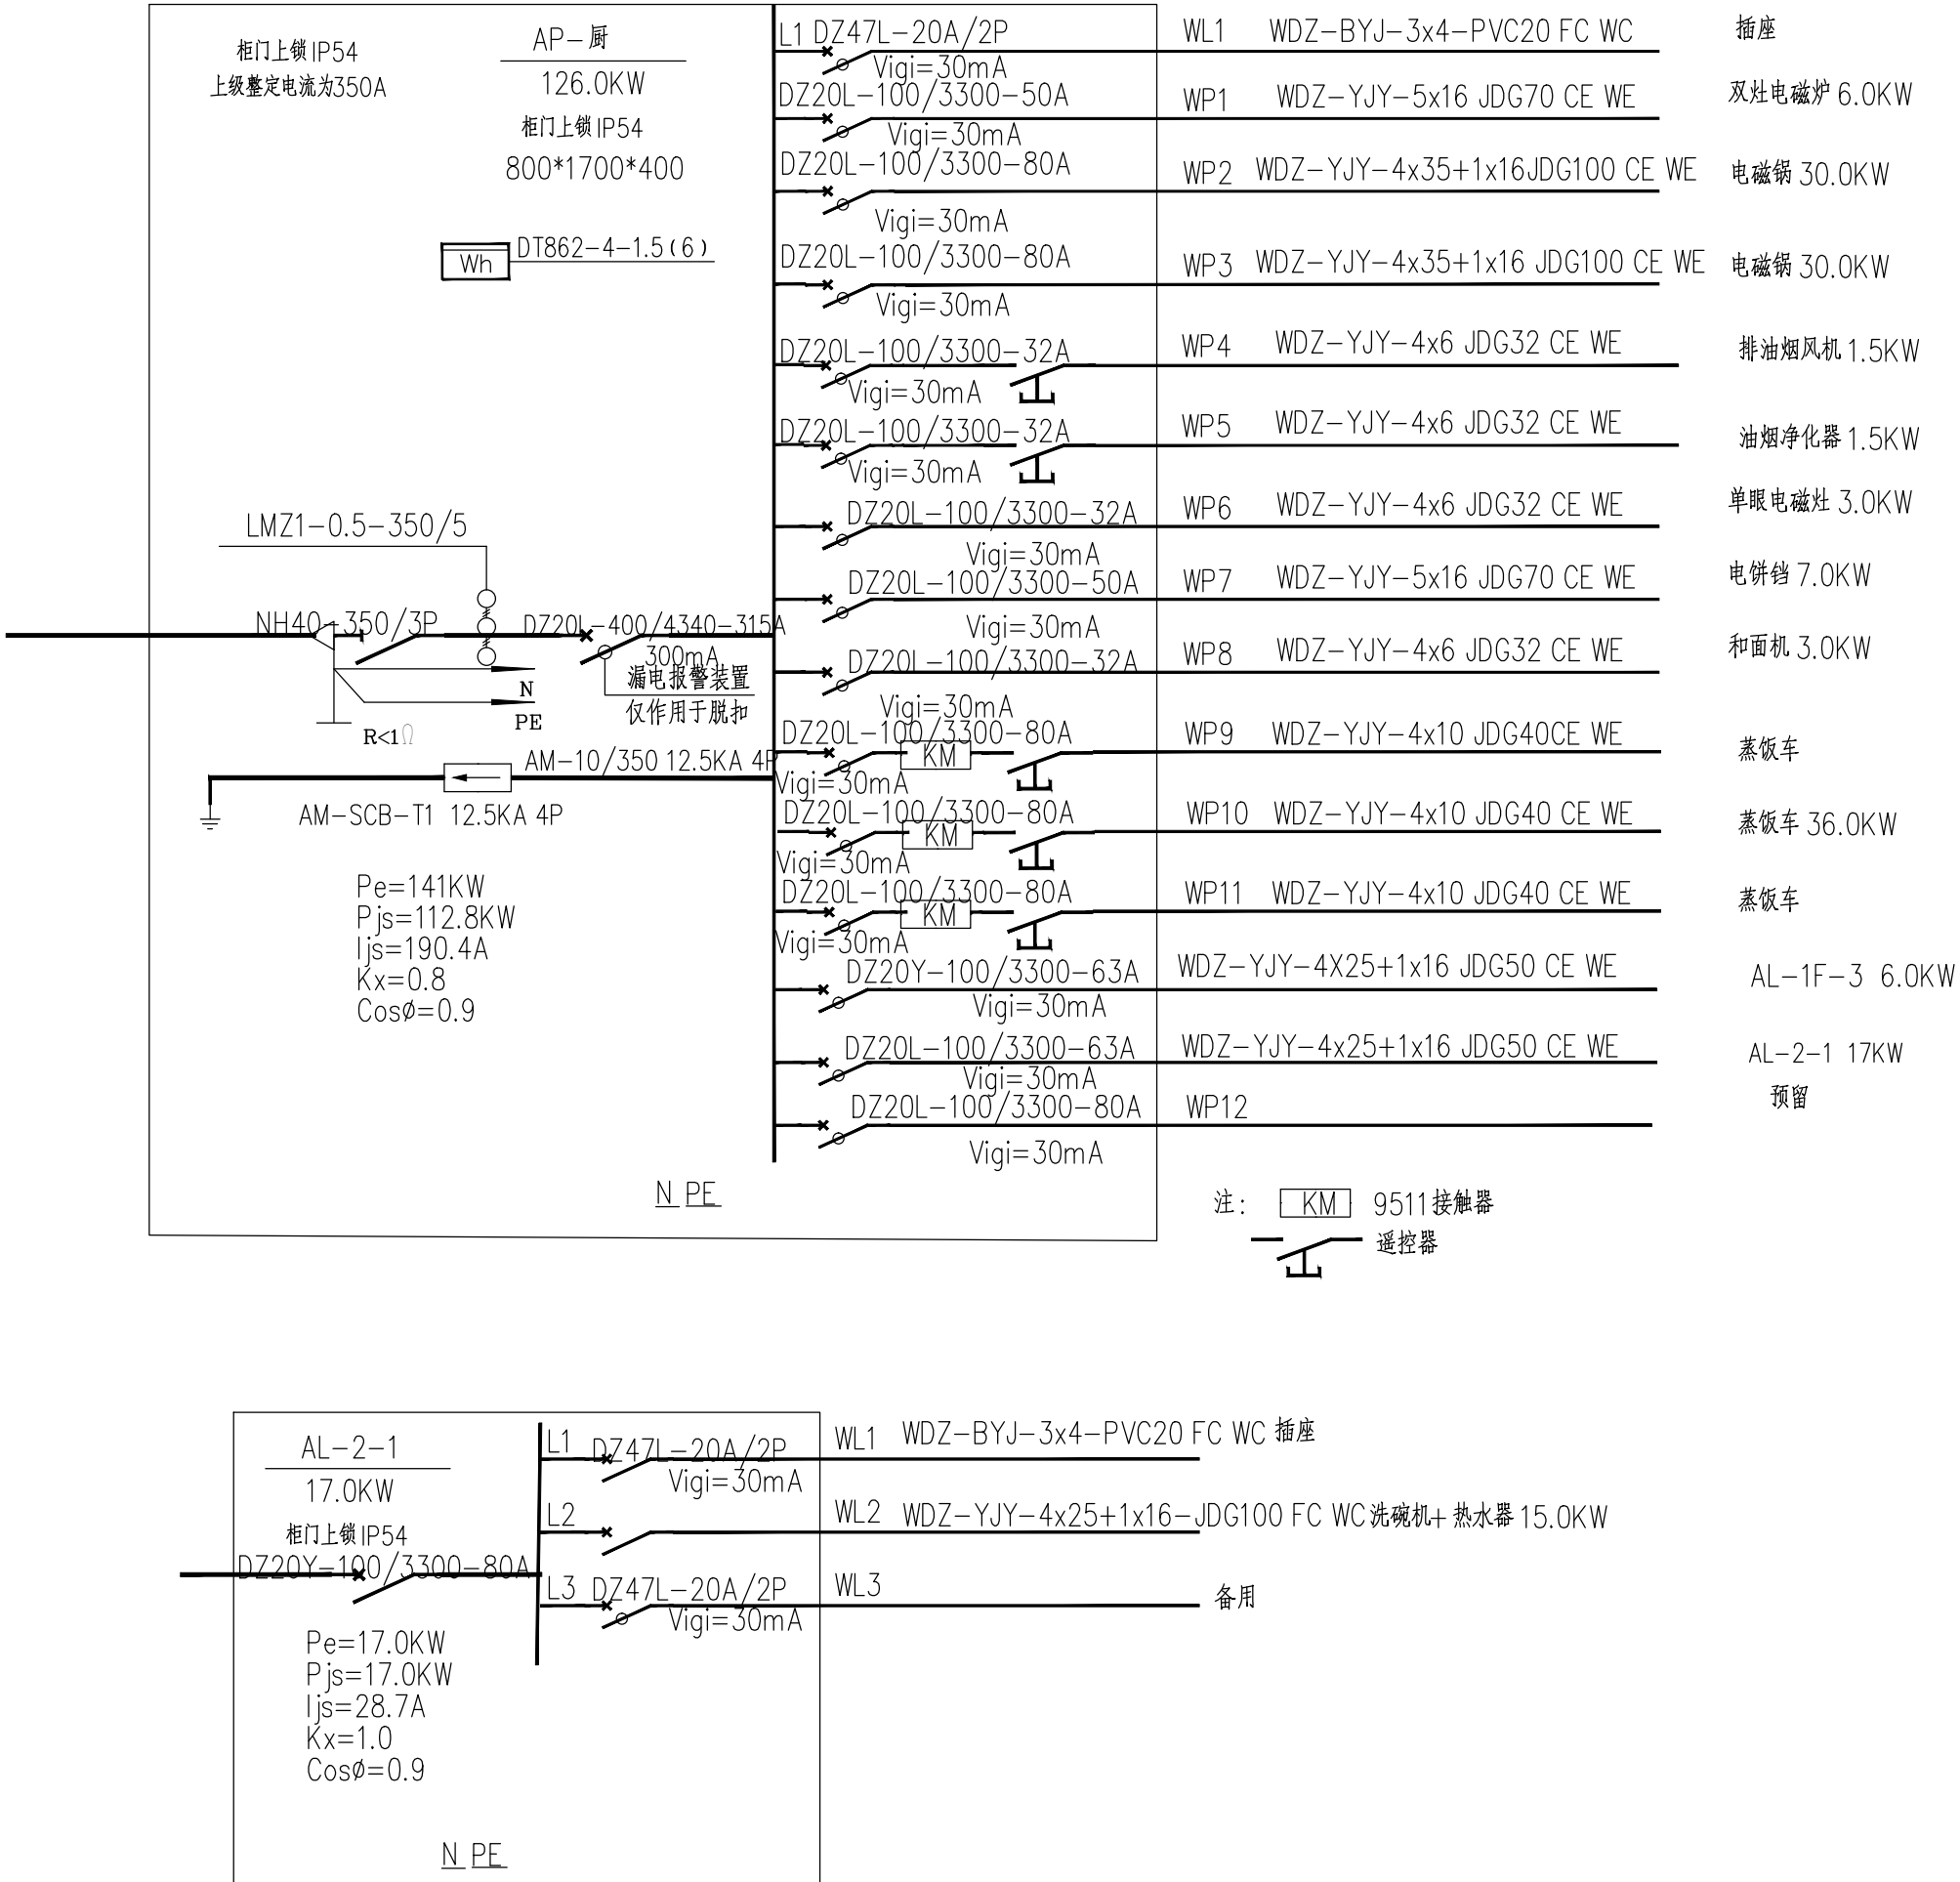 柜门上锁IP54
上级整定电流为350A
AP-厨
126.0KW
柜门上锁IP54
800*1700*400
Wh
DT862-4-1.5(6)
L1 DZ47L-20A/2P
Vigi=30mA
WL1 WDZ-BYJ-3x4-PVC20 FC WC 插座
DZ20L-100/3300-50A
Vigi=30mA
WP1 WDZ-YJY-5x16 JDG70 CE WE 双灶电磁炉 6.0KW
DZ20L-100/3300-80A
Vigi=30mA
WP2 WDZ-YJY-4x35+1x16JDG100 CE WE 电磁锅 30.0KW
DZ20L-100/3300-80A
Vigi=30mA
WP3 WDZ-YJY-4x35+1x16 JDG100 CE WE 电磁锅 30.0KW
DZ20L-100/3300-32A
Vigi=30mA
WP4 WDZ-YJY-4x6 JDG32 CE WE 排油烟风机 1.5KW
DZ20L-100/3300-32A
Vigi=30mA
WP5 WDZ-YJY-4x6 JDG32 CE WE 油烟净化器 1.5KW
DZ20L-100/3300-32A
Vigi=30mA
WP6 WDZ-YJY-4x6 JDG32 CE WE 单眼电磁灶 3.0KW
DZ20L-100/3300-50A
Vigi=30mA
WP7 WDZ-YJY-5x16 JDG70 CE WE 电饼铛 7.0KW
DZ20L-100/3300-32A
Vigi=30mA
WP8 WDZ-YJY-4x6 JDG32 CE WE 和面机 3.0KW
DZ20L-100/3300-80A
KM
Vigi=30mA
WP9 WDZ-YJY-4x10 JDG40CE WE 蒸饭车
DZ20L-100/3300-80A
KM
Vigi=30mA
WP10 WDZ-YJY-4x10 JDG40 CE WE 蒸饭车 36.0KW
DZ20L-100/3300-80A
KM
Vigi=30mA
WP11 WDZ-YJY-4x10 JDG40 CE WE 蒸饭车
DZ20Y-100/3300-63A
Vigi=30mA
WDZ-YJY-4X25+1x16 JDG50 CE WE AL-1F-3 6.0KW
DZ20L-100/3300-63A
Vigi=30mA
WDZ-YJY-4x25+1x16 JDG50 CE WE AL-2-1 17KW
DZ20L-100/3300-80A
Vigi=30mA
WP12 预留
LMZ1-0.5-350/5
NH40-350/3P
DZ20L-400/4340-315A
300mA
漏电报警装置
仅作用于脱扣
N
PE
R<1Ω
AM-10/350 12.5KA 4P
AM-SCB-T1 12.5KA 4P
Pe=141KW
Pjs=112.8KW
Ijs=190.4A
Kx=0.8
Cosø=0.9
N PE
注: KM 9511接触器
遥控器
AL-2-1
17.0KW
柜门上锁IP54
DZ20Y-100/3300-80A
L1 DZ47L-20A/2P
Vigi=30mA
WL1 WDZ-BYJ-3x4-PVC20 FC WC 插座
L2 WL2 WDZ-YJY-4x25+1x16-JDG100 FC WC洗碗机+热水器15.0KW
L3 DZ47L-20A/2P
Vigi=30mA
WL3 备用
Pe=17.0KW
Pjs=17.0KW
Ijs=28.7A
Kx=1.0
Cosø=0.9
N PE